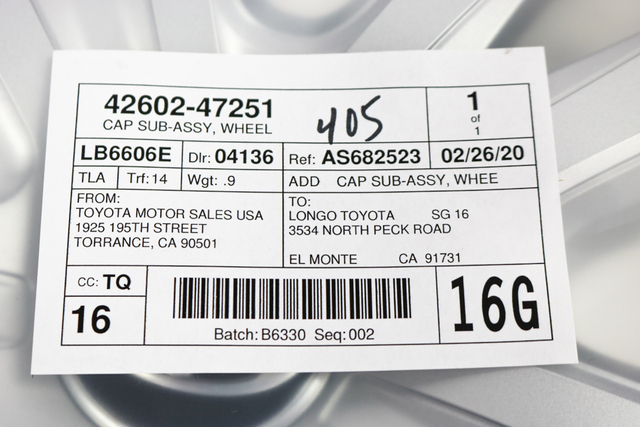 42602-47251
CAP SUB-ASSY, WHEEL
405
1
of
1
LB6606E Dlr: 04136 Ref: AS682523 02/26/20
TLA Trf: 14 Wgt: .9 ADD CAP SUB-ASSY, WHEE
FROM:
TOYOTA MOTOR SALES USA
1925 195TH STREET
TORRANCE, CA 90501
TO:
LONGO TOYOTA SG 16
3534 NORTH PECK ROAD
EL MONTE CA 91731
CC: TQ
16
Batch: B6330 Seq: 002
16G